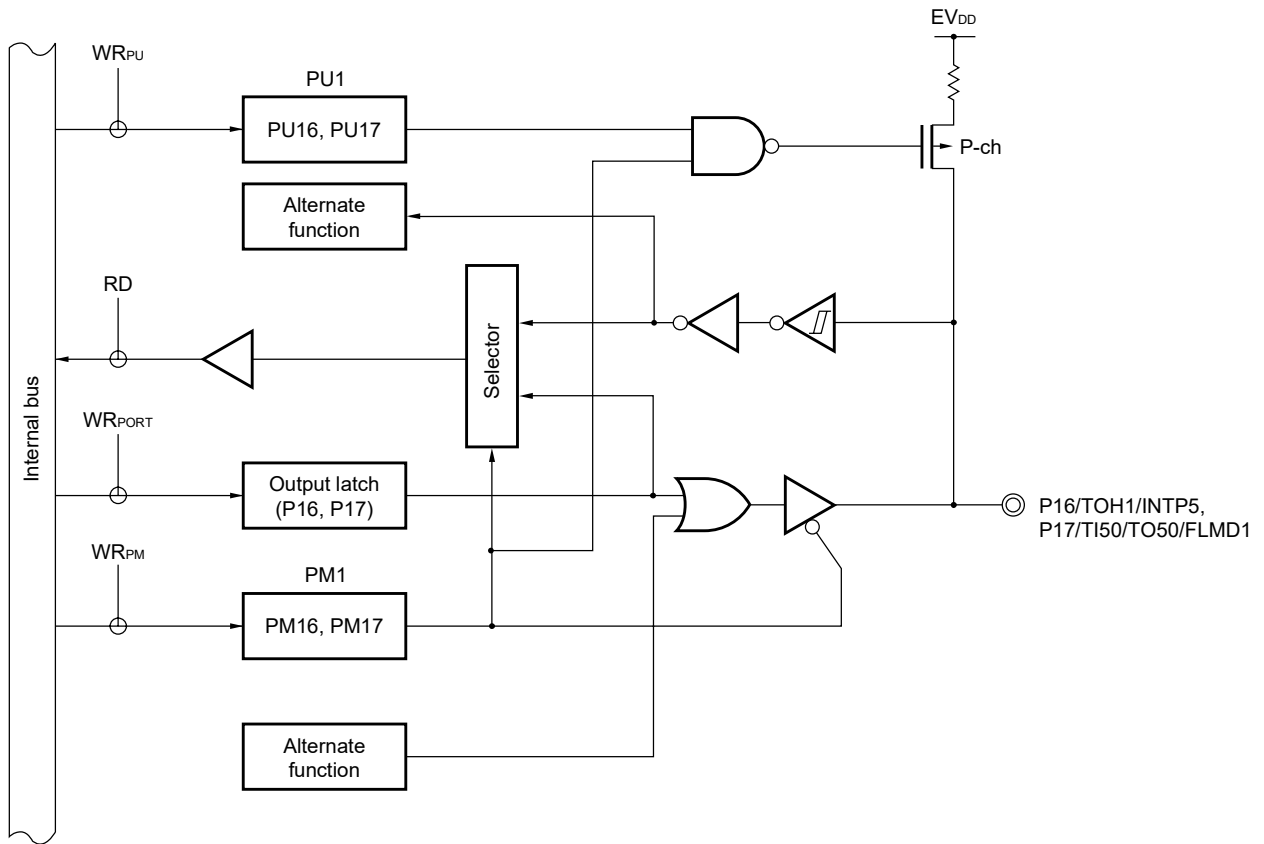 EVDD
WRPU
PU1
PU16, PU17
P-ch
Alternate
function
RD
Selector
Internal bus
WRPORT
Output latch
(P16, P17)
P16/TOH1/INTP5,
P17/TI50/TO50/FLMD1
WRPM
PM1
PM16, PM17
Alternate
function